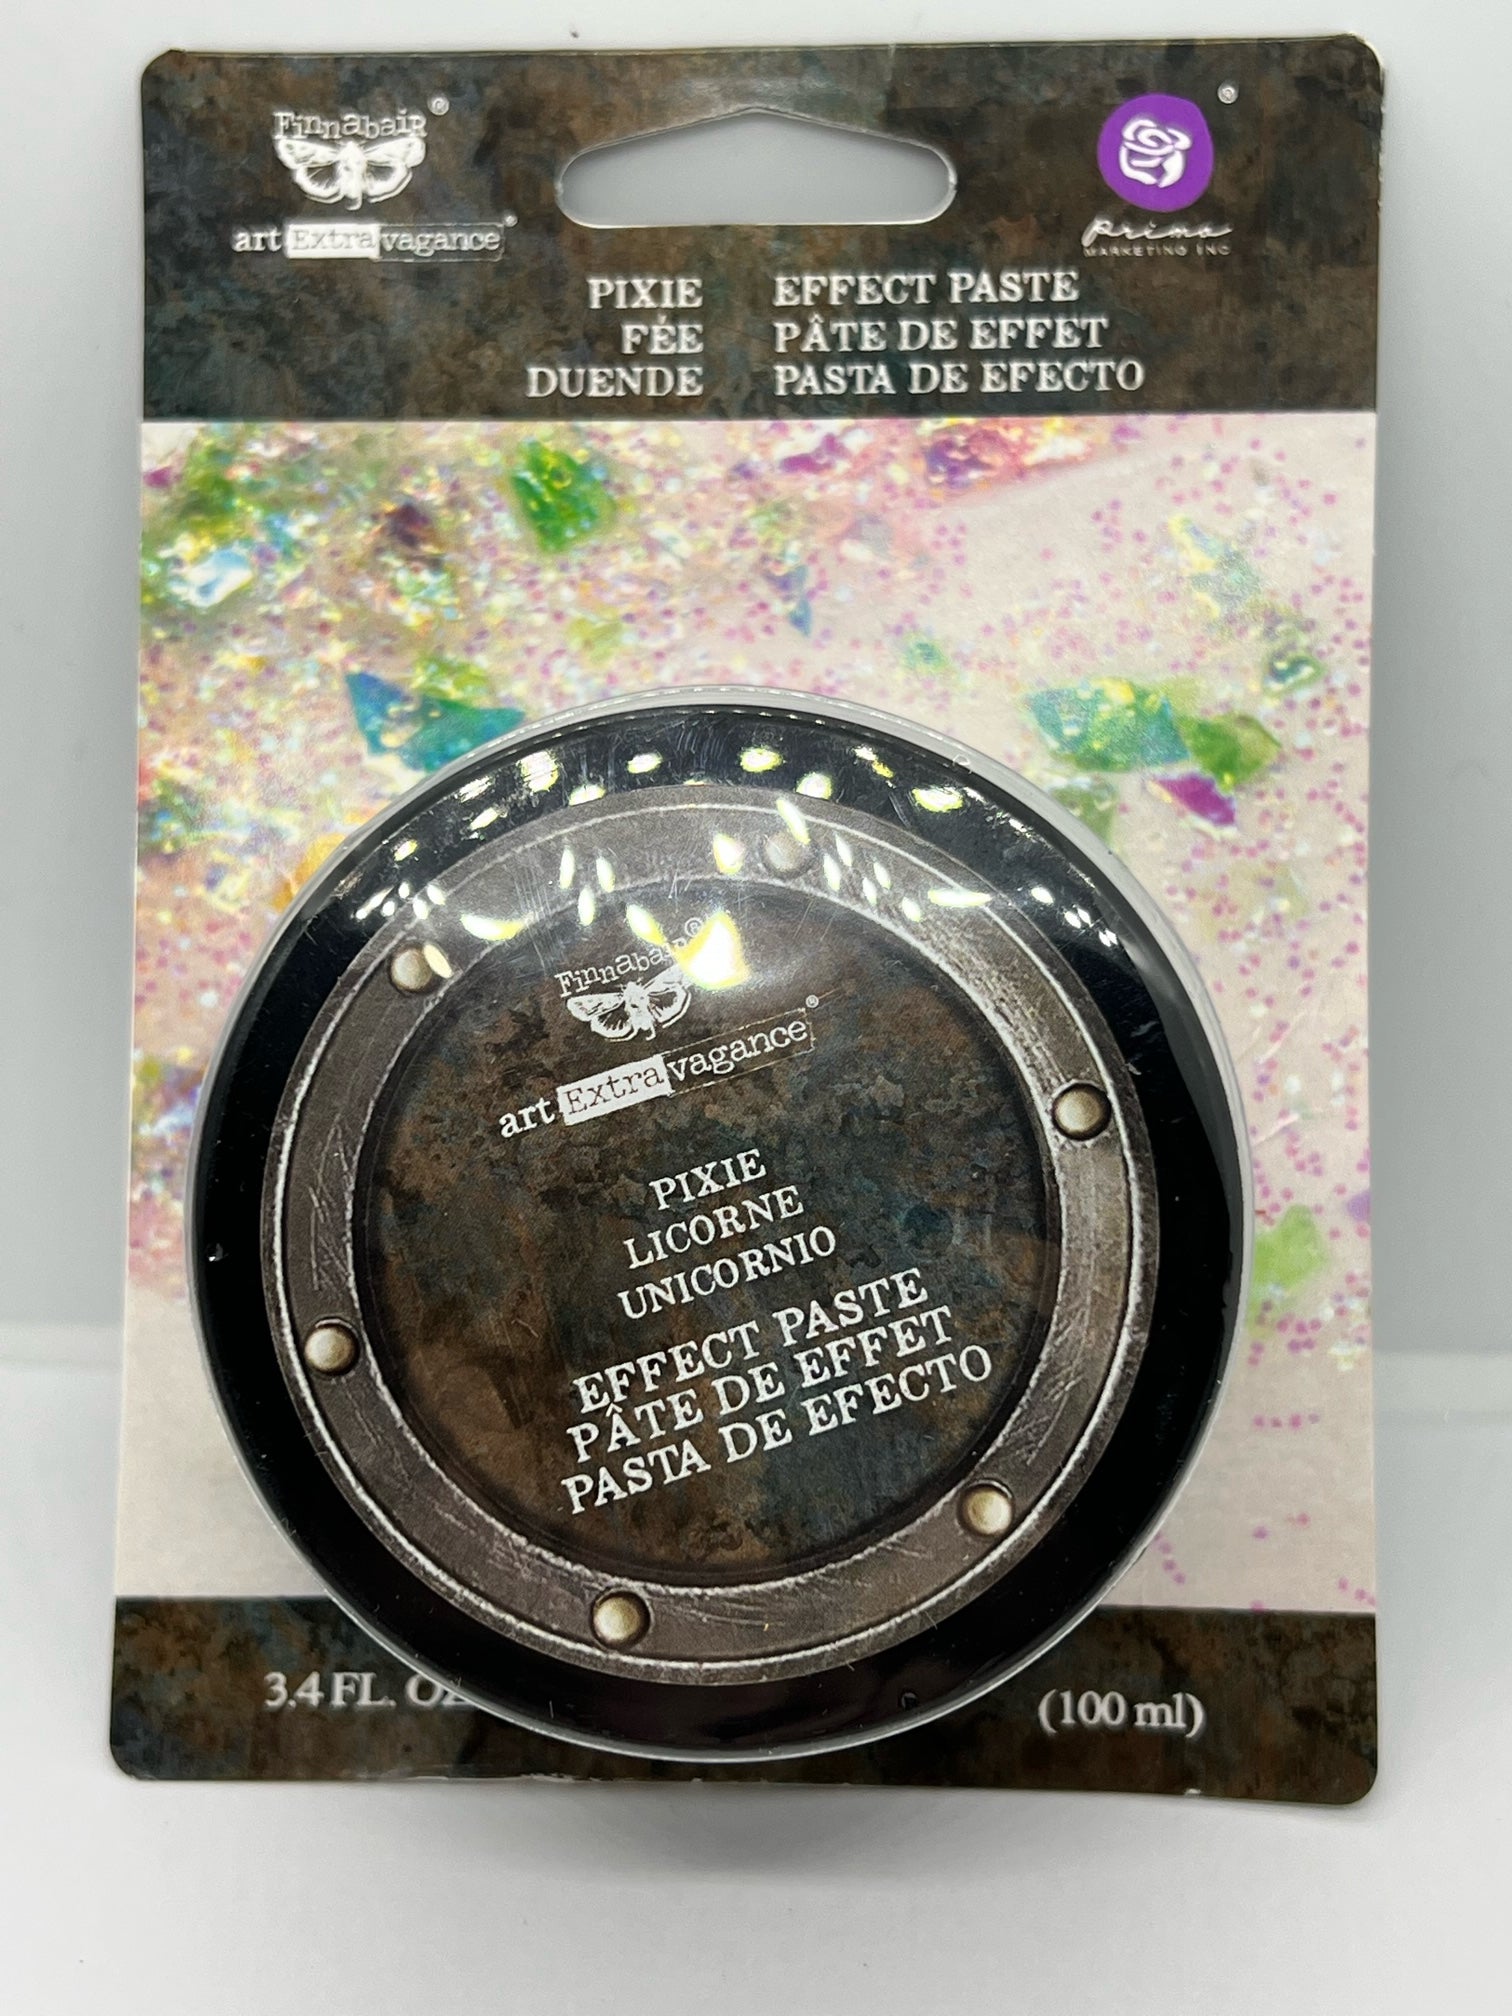 Finnabair®
art Extravagance®
®
prima
MARKETING INC
PIXIE EFFECT PASTE
FÉE PÂTE DE EFFET
DUENDE PASTA DE EFECTO
Finnabair®
art Extravagance®
PIXIE
LICORNE
UNICORNIO
EFFECT PASTE
PÂTE DE EFFET
PASTA DE EFECTO
3.4 FL. OZ
(100 ml)